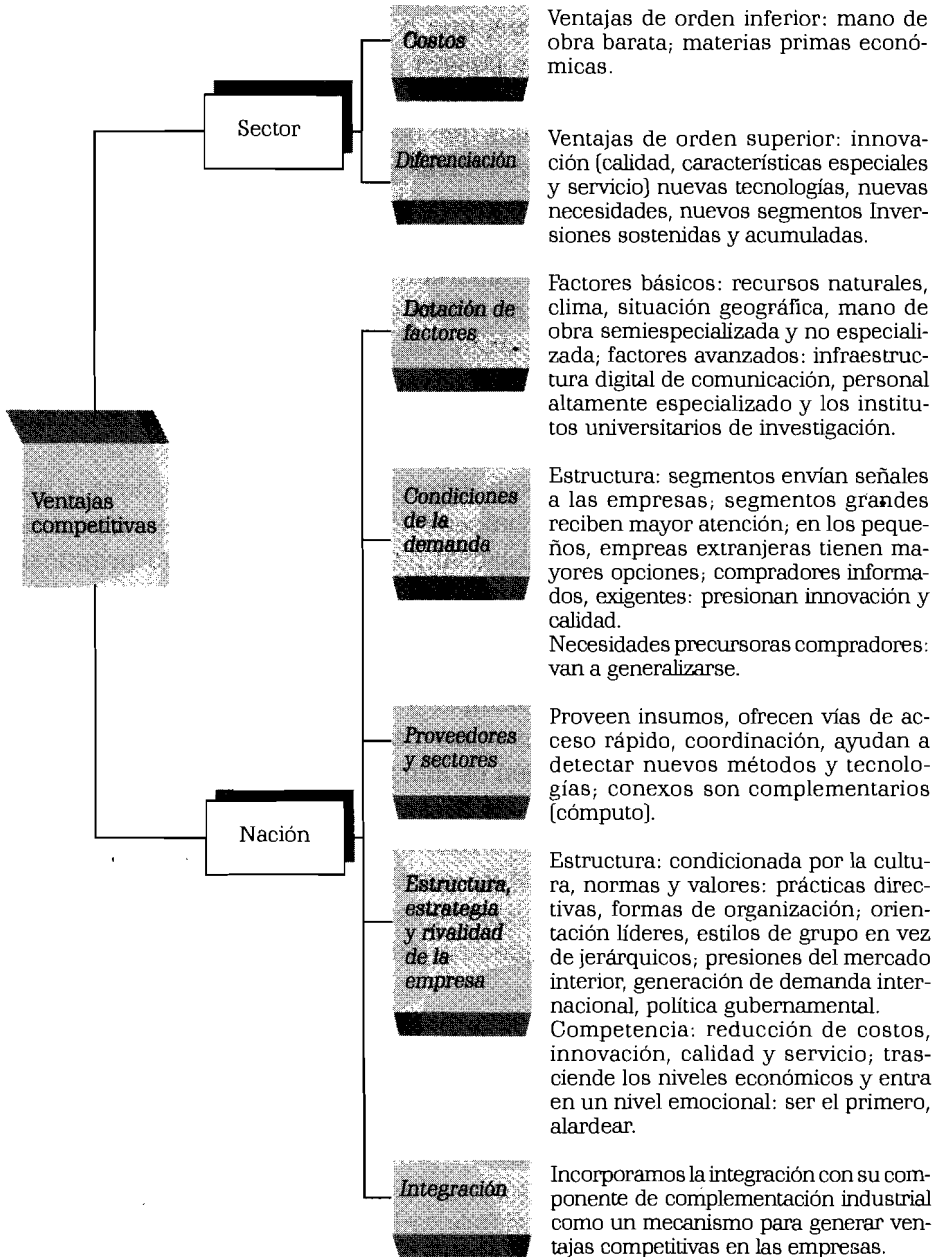 Costos
Ventajas de orden inferior: mano de
obra barata; materias primas econó-
micas.
Sector
Diferenciación
Ventajas de orden superior: innova-
ción (calidad, características especiales
y servicio) nuevas tecnologías, nuevas
necesidades, nuevos segmentos Inver-
siones sostenidas y acumuladas.
Dotación de
factores
Factores básicos: recursos naturales,
clima, situación geográfica, mano de
obra semiespecializada y no especiali-
zada; factores avanzados: infraestruc-
tura digital de comunicación, personal
altamente especializado y los institu-
tos universitarios de investigación.
Ventajas
competitivas
Condiciones
de la
demanda
Estructura: segmentos envían señales
a las empresas; segmentos grandes
reciben mayor atención; en los peque-
ños, empreas extranjeras tienen ma-
yores opciones; compradores informa-
dos, exigentes: presionan innovación y
calidad.
Necesidades precursoras compradores:
van a generalizarse.
Proveedores
y sectores
Proveen insumos, ofrecen vías de ac-
ceso rápido, coordinación, ayudan a
detectar nuevos métodos y tecnolo-
gías; conexos son complementarios
(cómputo).
Nación
Estructura,
estrategia
y rivalidad
de la
empresa
Estructura: condicionada por la cultu-
ra, normas y valores: prácticas direc-
tivas, formas de organización; orien-
tación líderes, estilos de grupo en vez
de jerárquicos; presiones del mercado
interior, generación de demanda inter-
nacional, política gubernamental.
Competencia: reducción de costos,
innovación, calidad y servicio; tras-
ciende los niveles económicos y entra
en un nivel emocional: ser el primero,
alardear.
Integración
Incorporamos la integración con su com-
ponente de complementación industrial
como un mecanismo para generar ven-
tajas competitivas en las empresas.